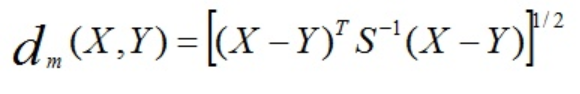 d_m(X,Y) = [(X − Y)^T S^{-1}(X − Y)]^{1/2}